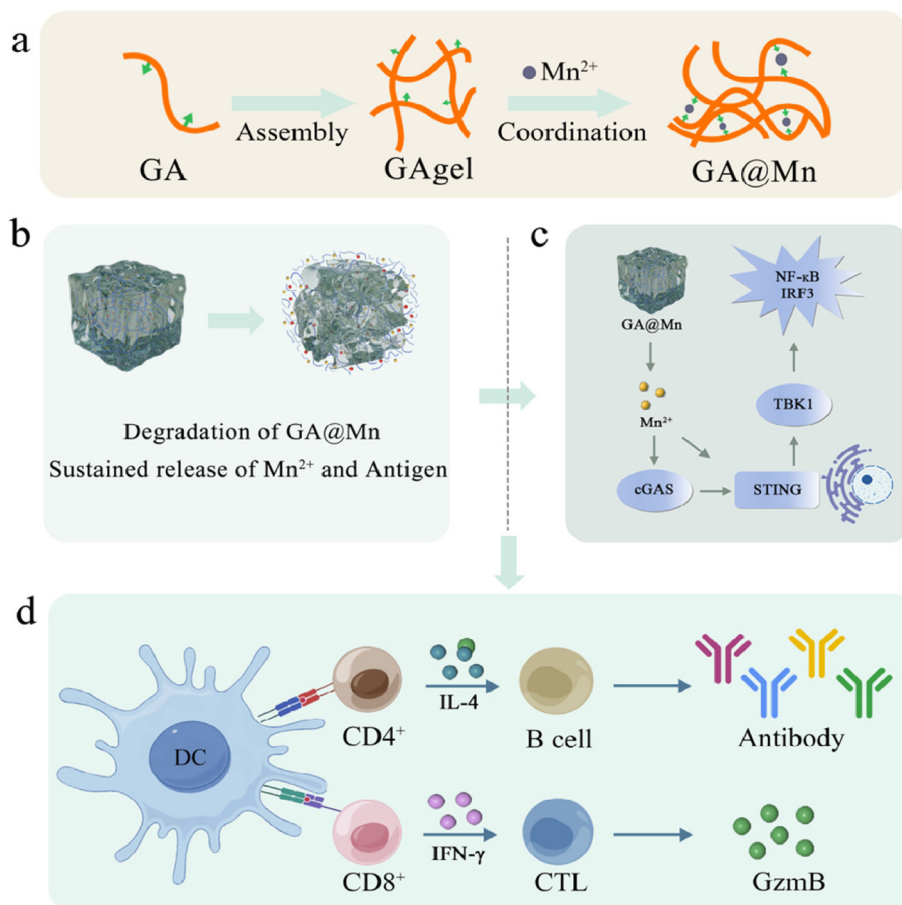 a
Mn²⁺
Assembly
Coordination
GA
GAgel
GA@Mn
b
Degradation of GA@Mn
Sustained release of Mn²⁺ and Antigen
c
NF-κB
IRF3
GA@Mn
TBK1
Mn²⁺
cGAS
STING
d
DC
CD4⁺
IL-4
B cell
Antibody
CD8⁺
IFN-γ
CTL
GzmB